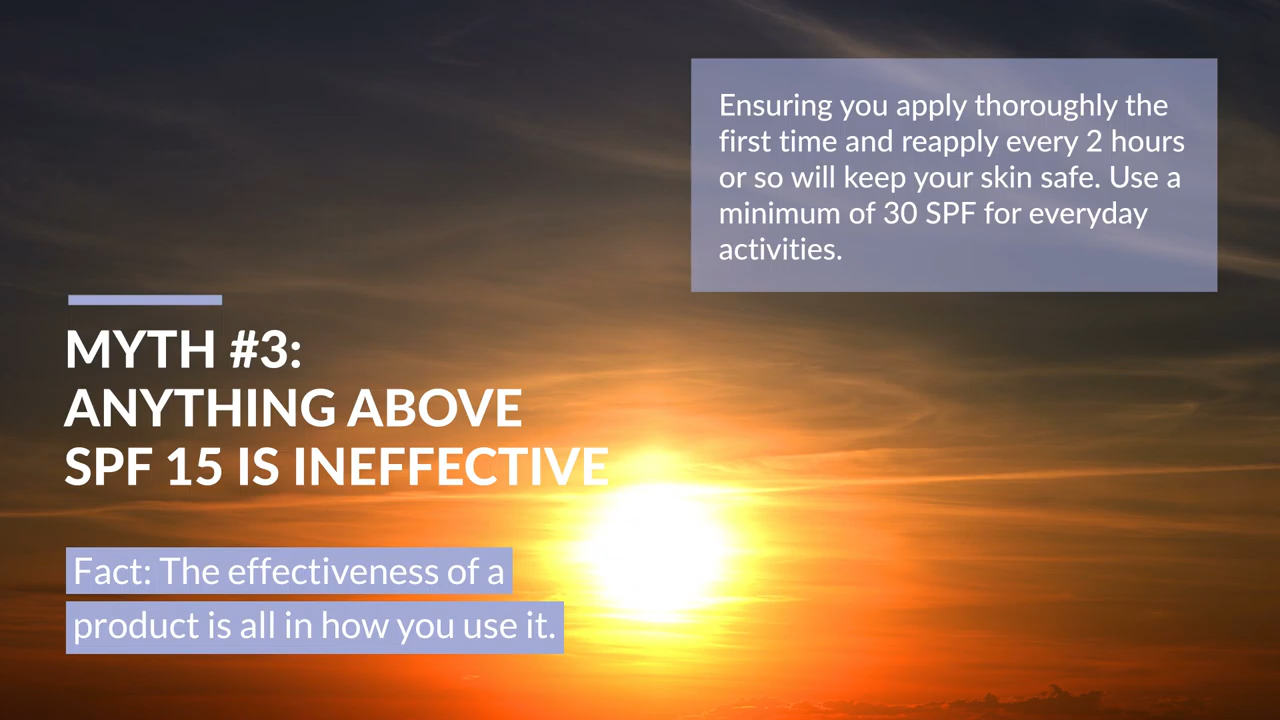 MYTH #3:
ANYTHING ABOVE
SPF 15 IS INEFFECTIVE
Fact: The effectiveness of a
product is all in how you use it.
Ensuring you apply thoroughly the
first time and reapply every 2 hours
or so will keep your skin safe. Use a
minimum of 30 SPF for everyday
activities.